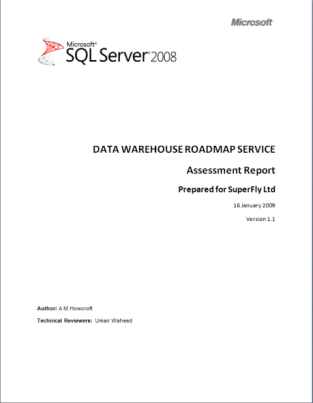 Microsoft
Microsoft
SQL Server 2008
DATA WAREHOUSE ROADMAP SERVICE
Assessment Report
Prepared for SuperFly Ltd
16 January 2009
Version 1.1
Author: A M Howcroft
Technical Reviewers: Umair Waheed